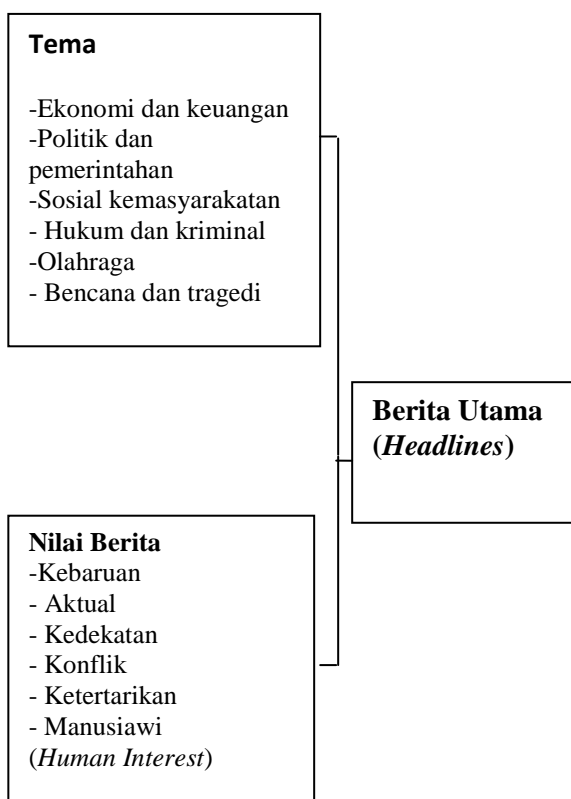 Tema
-Ekonomi dan keuangan
-Politik dan
pemerintahan
-Sosial kemasyarakatan
- Hukum dan kriminal
-Olahraga
- Bencana dan tragedi
Berita Utama
(Headlines)
Nilai Berita
-Kebaruan
- Aktual
- Kedekatan
- Konflik
- Ketertarikan
- Manusiawi
(Human Interest)